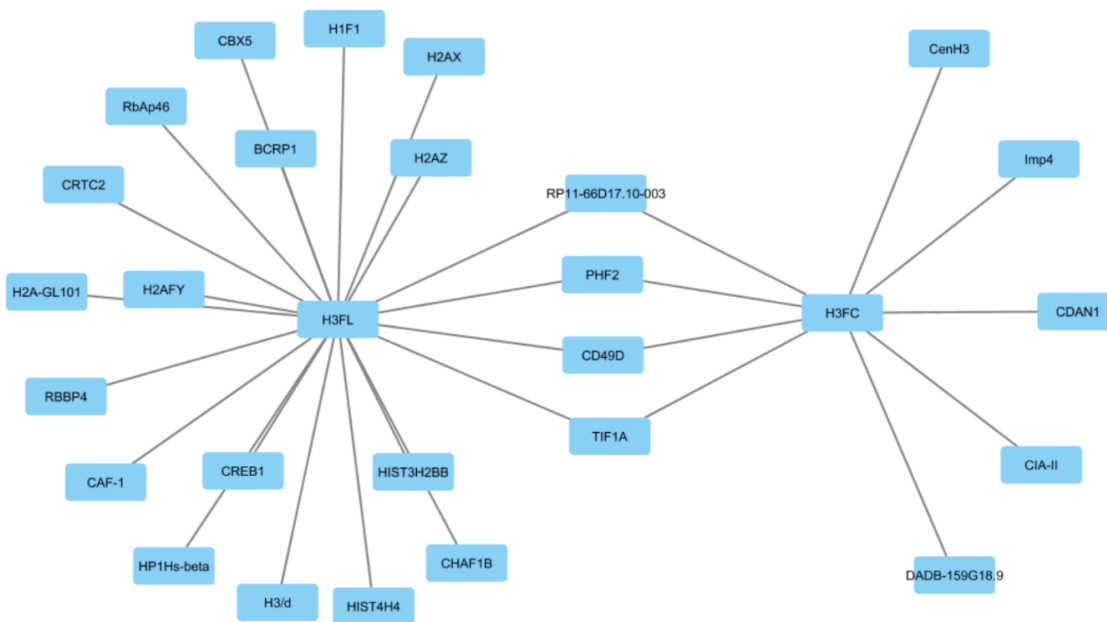 H1F1
CBX5
H2AX
CenH3
RbAp46
BCRP1
H2AZ
Imp4
CRTC2
RP11-66D17.10-003
H2A-GL101
H2AFY
PHF2
H3FL
H3FC
CDAN1
CD49D
RBBP4
TIF1A
CAF-1
CREB1
HIST3H2BB
CIA-II
HP1Hs-beta
CHAF1B
DADB-159G18.9
H3/d
HIST4H4